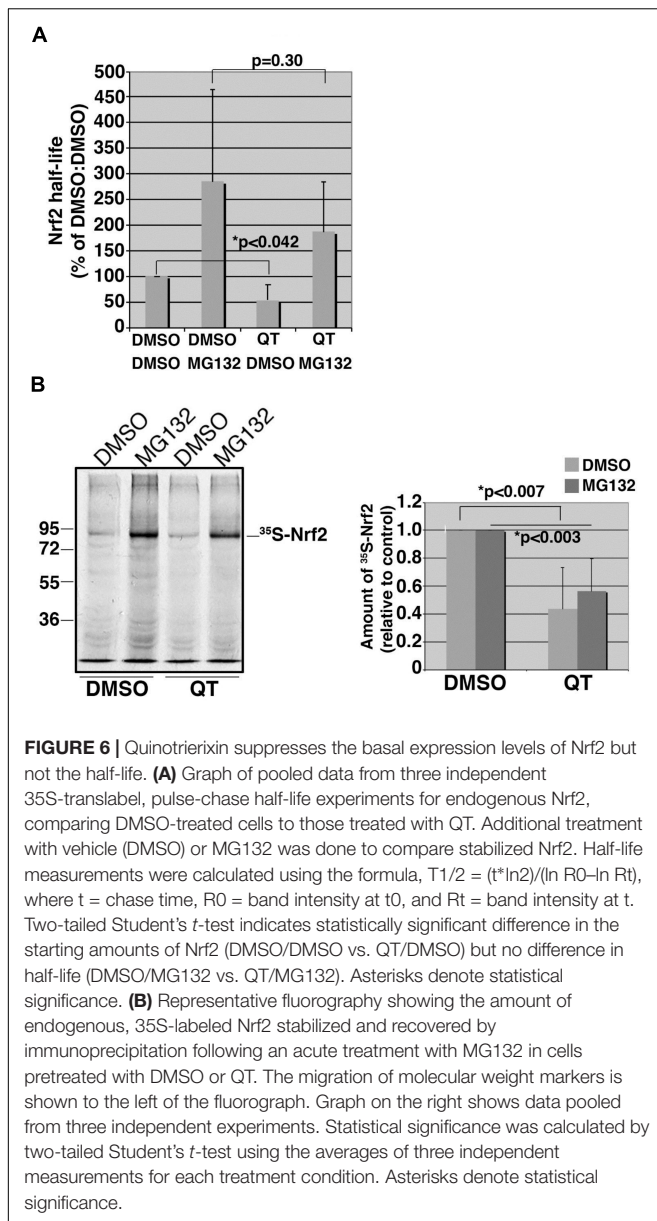 A
p=0.30
500
450
400
350
300
250
200
150
100
50
0
Nrf2 half-life
(% of DMSO:DMSO)
*p<0.042
DMSO DMSO QT QT
DMSO MG132 DMSO MG132
B
DMSO MG132 DMSO MG132
95
72
55
36
35S-Nrf2
DMSO QT
DMSO
MG132
*p<0.007
*p<0.003
1.2
1.0
0.8
0.6
0.4
0.2
0
Amount of 35S-Nrf2
(relative to control)
DMSO QT
FIGURE 6 | Quinotrierixin suppresses the basal expression levels of Nrf2 but
not the half-life. (A) Graph of pooled data from three independent
35S-translabel, pulse-chase half-life experiments for endogenous Nrf2,
comparing DMSO-treated cells to those treated with QT. Additional treatment
with vehicle (DMSO) or MG132 was done to compare stabilized Nrf2. Half-life
measurements were calculated using the formula, T1/2 = (t*ln2)/(ln R0–ln Rt),
where t = chase time, R0 = band intensity at t0, and Rt = band intensity at t.
Two-tailed Student's t-test indicates statistically significant difference in the
starting amounts of Nrf2 (DMSO/DMSO vs. QT/DMSO) but no difference in
half-life (DMSO/MG132 vs. QT/MG132). Asterisks denote statistical
significance. (B) Representative fluorography showing the amount of
endogenous, 35S-labeled Nrf2 stabilized and recovered by
immunoprecipitation following an acute treatment with MG132 in cells
pretreated with DMSO or QT. The migration of molecular weight markers is
shown to the left of the fluorograph. Graph on the right shows data pooled
from three independent experiments. Statistical significance was calculated by
two-tailed Student's t-test using the averages of three independent
measurements for each treatment condition. Asterisks denote statistical
significance.